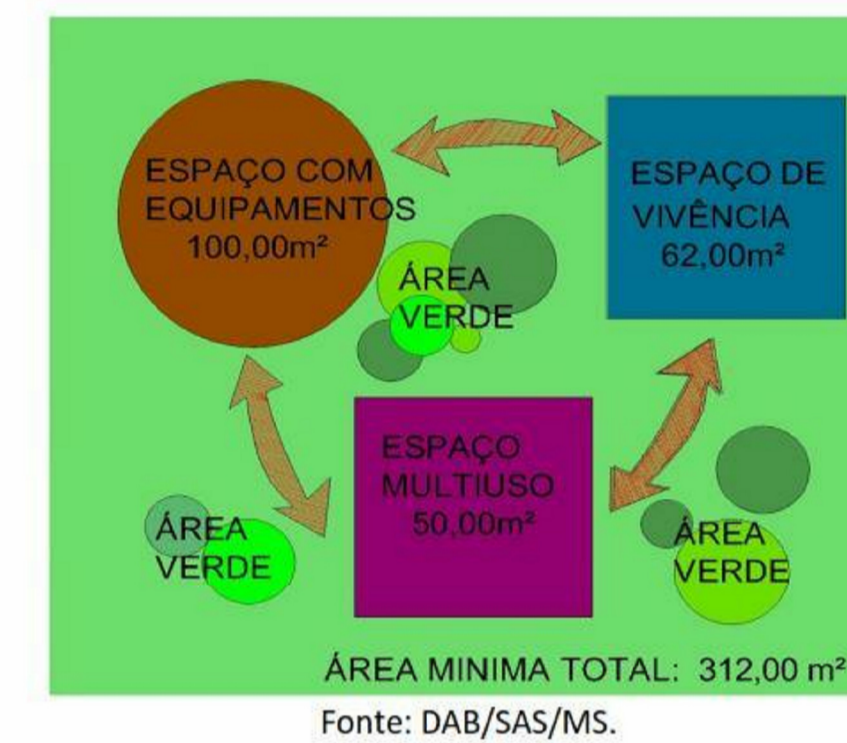 ESPAÇO COM
EQUIPAMENTOS
100,00m²
ESPAÇO DE
VIVÊNCIA
62,00m²
ÁREA
VERDE
ESPAÇO
MULTIUSO
50,00m²
ÁREA
VERDE
ÁREA
VERDE
ÁREA MINIMA TOTAL: 312,00 m²
Fonte: DAB/SAS/MS.